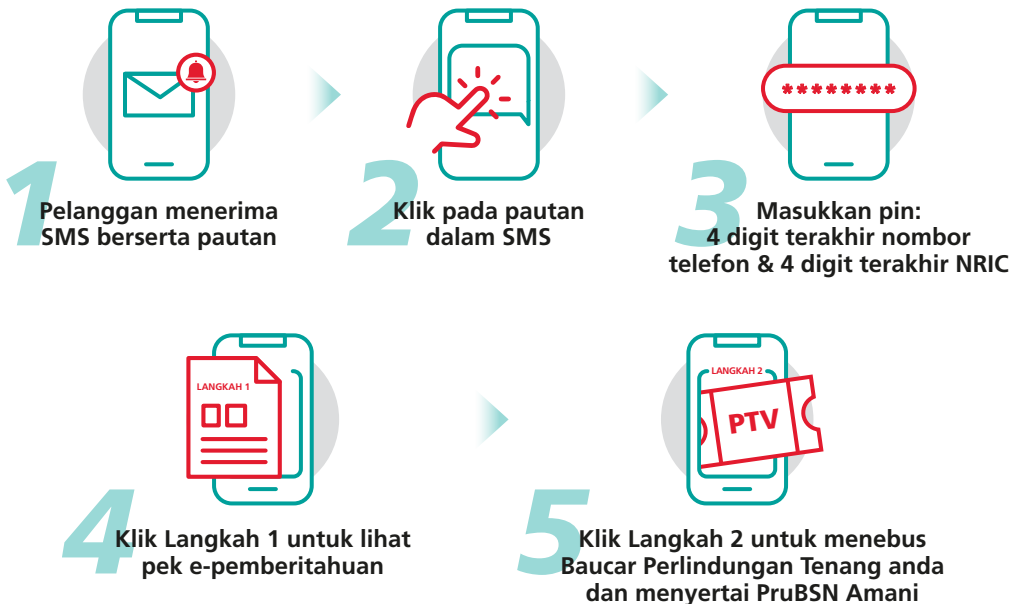 ********
1
Pelanggan menerima
SMS berserta pautan
2
Klik pada pautan
dalam SMS
3
Masukkan pin:
4 digit terakhir nombor
telefon & 4 digit terakhir NRIC
LANGKAH 1
4
Klik Langkah 1 untuk lihat
pek e-pemberitahuan
LANGKAH 2
PTV
5
Klik Langkah 2 untuk menebus
Baucar Perlindungan Tenang anda
dan menyertai PruBSN Amani